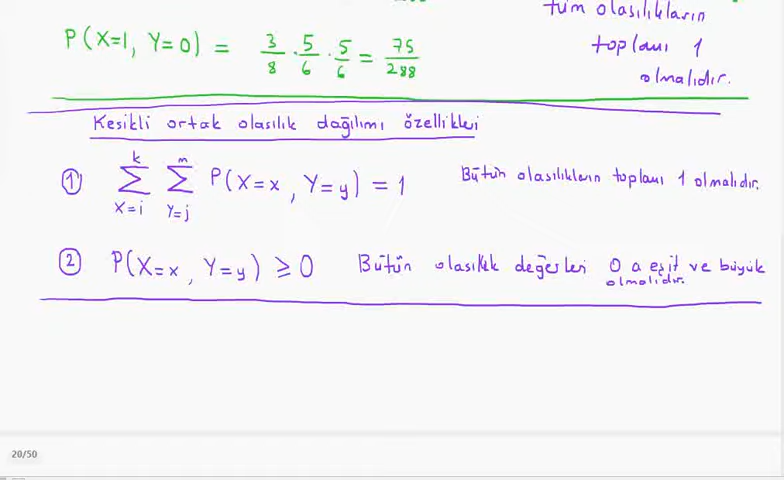 tüm olasılıkların
P(X=1, Y=0) = 3/8 · 5/6 · 5/6 = 75/288
toplamı 1
olmalıdır.
Kesikli ortak olasılık dağılımı özellikleri
① k∑X=i m∑Y=j P(X=x, Y=y) = 1 Bütün olasılıkların toplamı 1 olmalıdır.
② P(X=x, Y=y) ≥ 0 Bütün olasılık değerleri 0 a eşit ve büyük
olmalıdır.
20/50